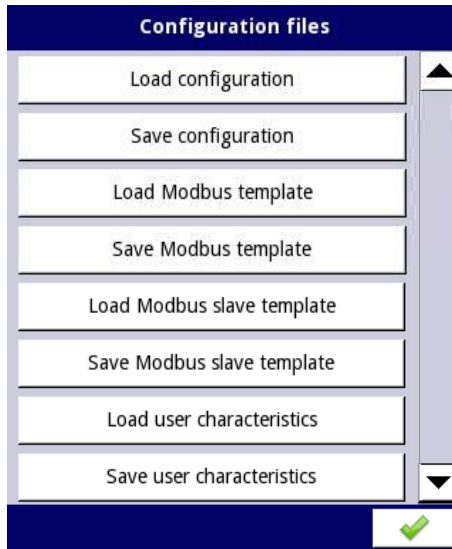 Configuration files
Load configuration
Save configuration
Load Modbus template
Save Modbus template
Load Modbus slave template
Save Modbus slave template
Load user characteristics
Save user characteristics